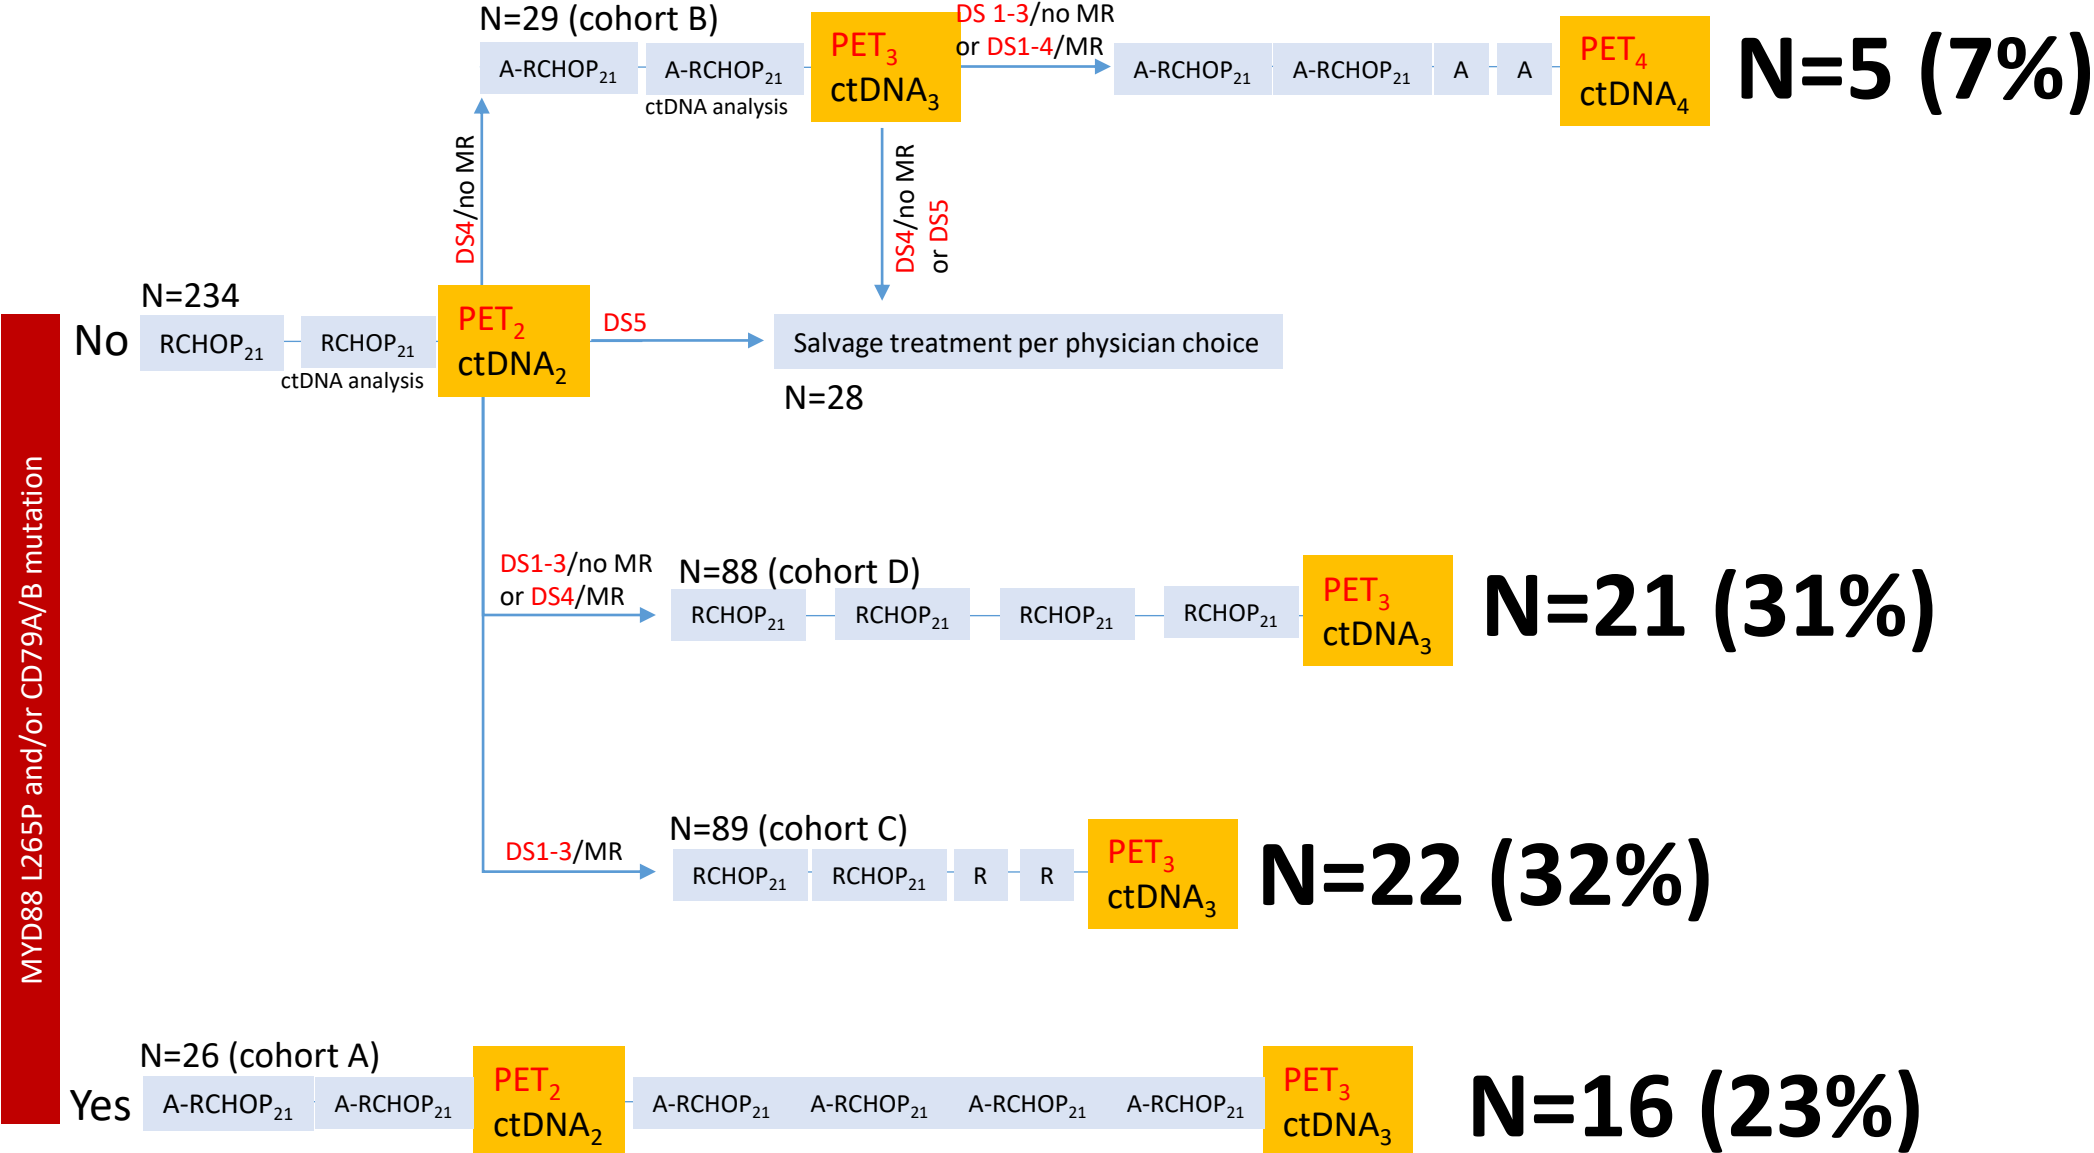 N=29 (cohort B)
A-RCHOP21
A-RCHOP21
ctDNA analysis
PET3
ctDNA3
DS 1-3/no MR
or DS1-4/MR
A-RCHOP21
A-RCHOP21
A
A
PET4
ctDNA4
N=5 (7%)
DS4/no MR
DS4/no MR
or DS5
MYD88 L265P and/or CD79A/B mutation
No
N=234
RCHOP21
RCHOP21
ctDNA analysis
PET2
ctDNA2
DS5
Salvage treatment per physician choice
N=28
DS1-3/no MR
or DS4/MR
N=88 (cohort D)
RCHOP21
RCHOP21
RCHOP21
RCHOP21
PET3
ctDNA3
N=21 (31%)
DS1-3/MR
N=89 (cohort C)
RCHOP21
RCHOP21
R
R
PET3
ctDNA3
N=22 (32%)
Yes
N=26 (cohort A)
A-RCHOP21
A-RCHOP21
PET2
ctDNA2
A-RCHOP21
A-RCHOP21
A-RCHOP21
A-RCHOP21
PET3
ctDNA3
N=16 (23%)